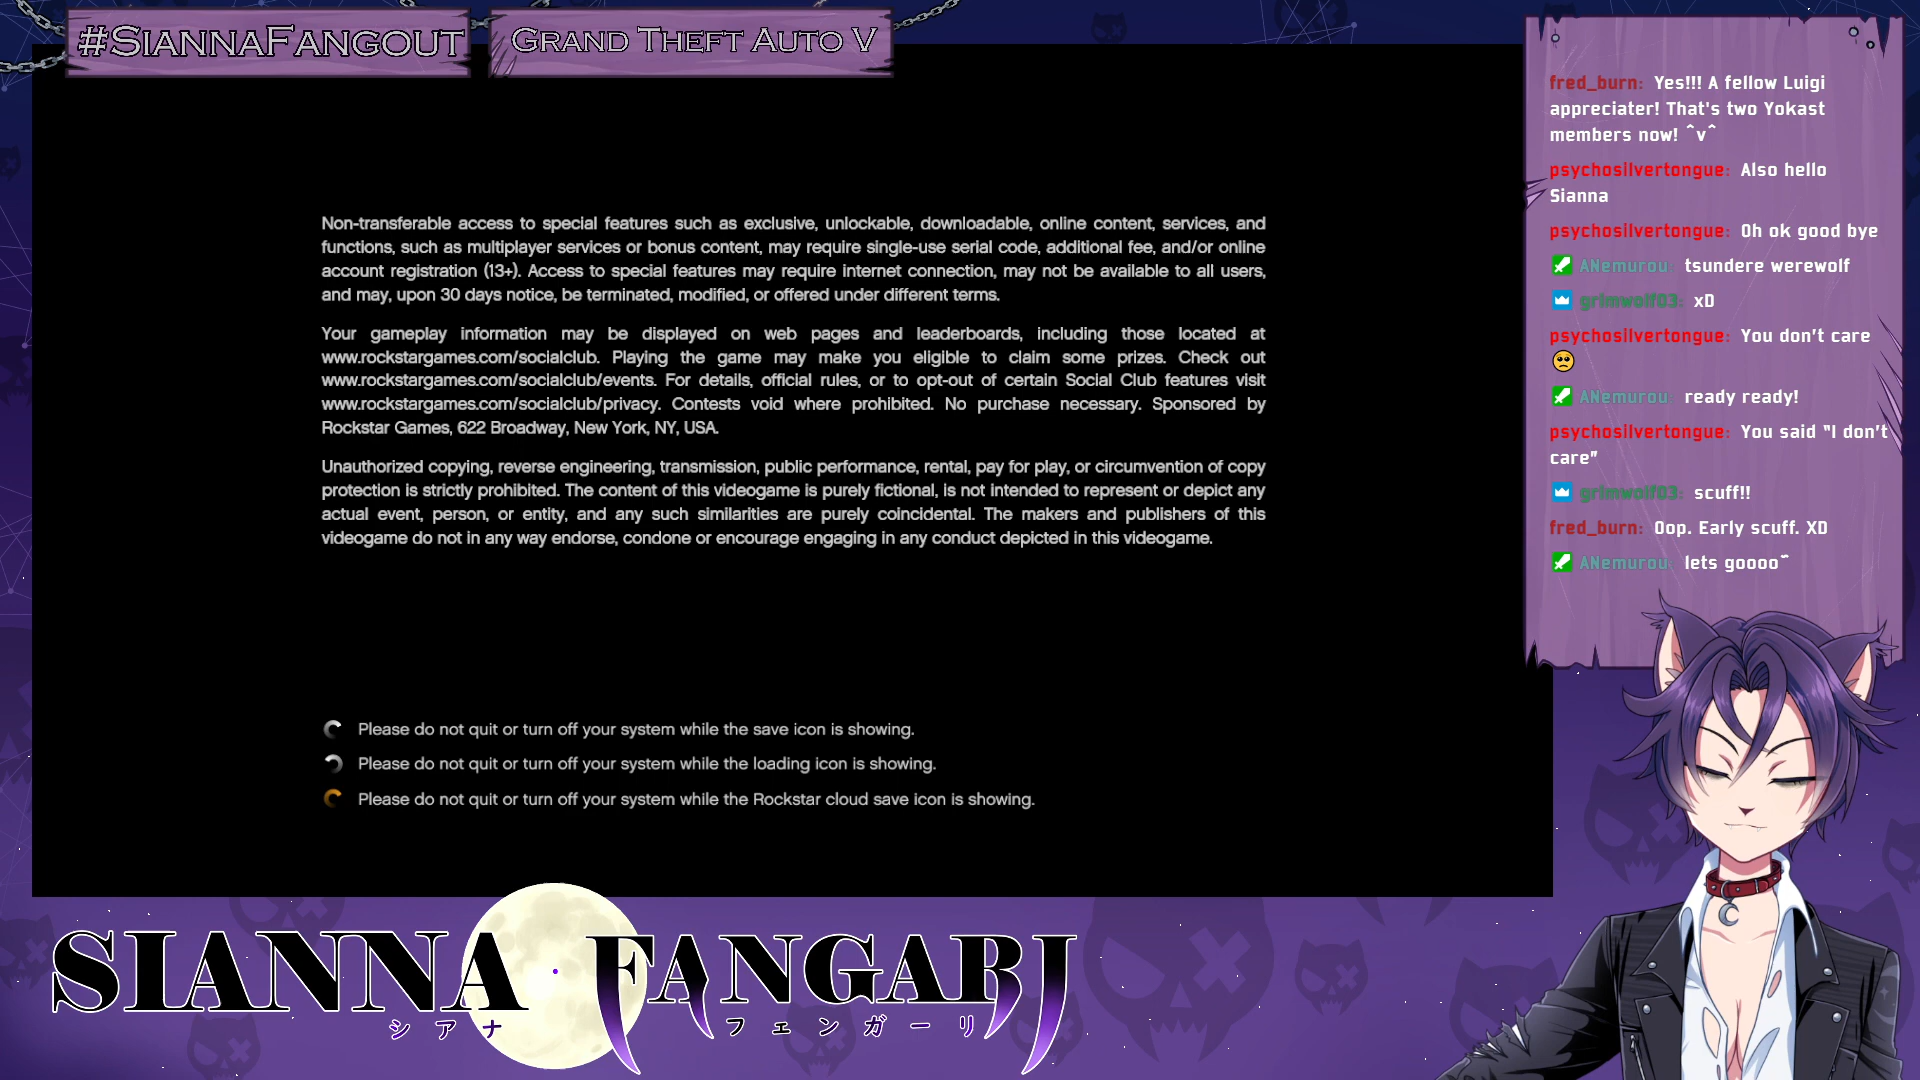 #SIANNAFANGOUT
GRAND THEFT AUTO V
Non-transferable access to special features such as exclusive, unlockable, downloadable, online content, services, and
functions, such as multiplayer services or bonus content, may require single-use serial code, additional fee, and/or online
account registration (13+). Access to special features may require internet connection, may not be available to all users,
and may, upon 30 days notice, be terminated, modified, or offered under different terms.
Your gameplay information may be displayed on web pages and leaderboards, including those located at
www.rockstargames.com/socialclub. Playing the game may make you eligible to claim some prizes. Check out
www.rockstargames.com/socialclub/events. For details, official rules, or to opt-out of certain Social Club features visit
www.rockstargames.com/socialclub/privacy. Contests void where prohibited. No purchase necessary. Sponsored by
Rockstar Games, 622 Broadway, New York, NY, USA.
Unauthorized copying, reverse engineering, transmission, public performance, rental, pay for play, or circumvention of copy
protection is strictly prohibited. The content of this videogame is purely fictional, is not intended to represent or depict any
actual event, person, or entity, and any such similarities are purely coincidental. The makers and publishers of this
videogame do not in any way endorse, condone or encourage engaging in any conduct depicted in this videogame.
Please do not quit or turn off your system while the save icon is showing.
Please do not quit or turn off your system while the loading icon is showing.
Please do not quit or turn off your system while the Rockstar cloud save icon is showing.
fred_burn: Yes!!! A fellow Luigi
appreciater! That's two Yokast
members now! ^v^
psychosilvertongue: Also hello
Sianna
psychosilvertongue: Oh ok good bye
ANemurou: tsundere werewolf
grimwolf03: xD
psychosilvertongue: You don't care
🥺
ANemurou: ready ready!
psychosilvertongue: You said "I don't
care"
grimwolf03: scuff!!
fred_burn: Oop. Early scuff. XD
ANemurou: lets goooo~
SIANNA FANGARI
シアナ フェンガーリ